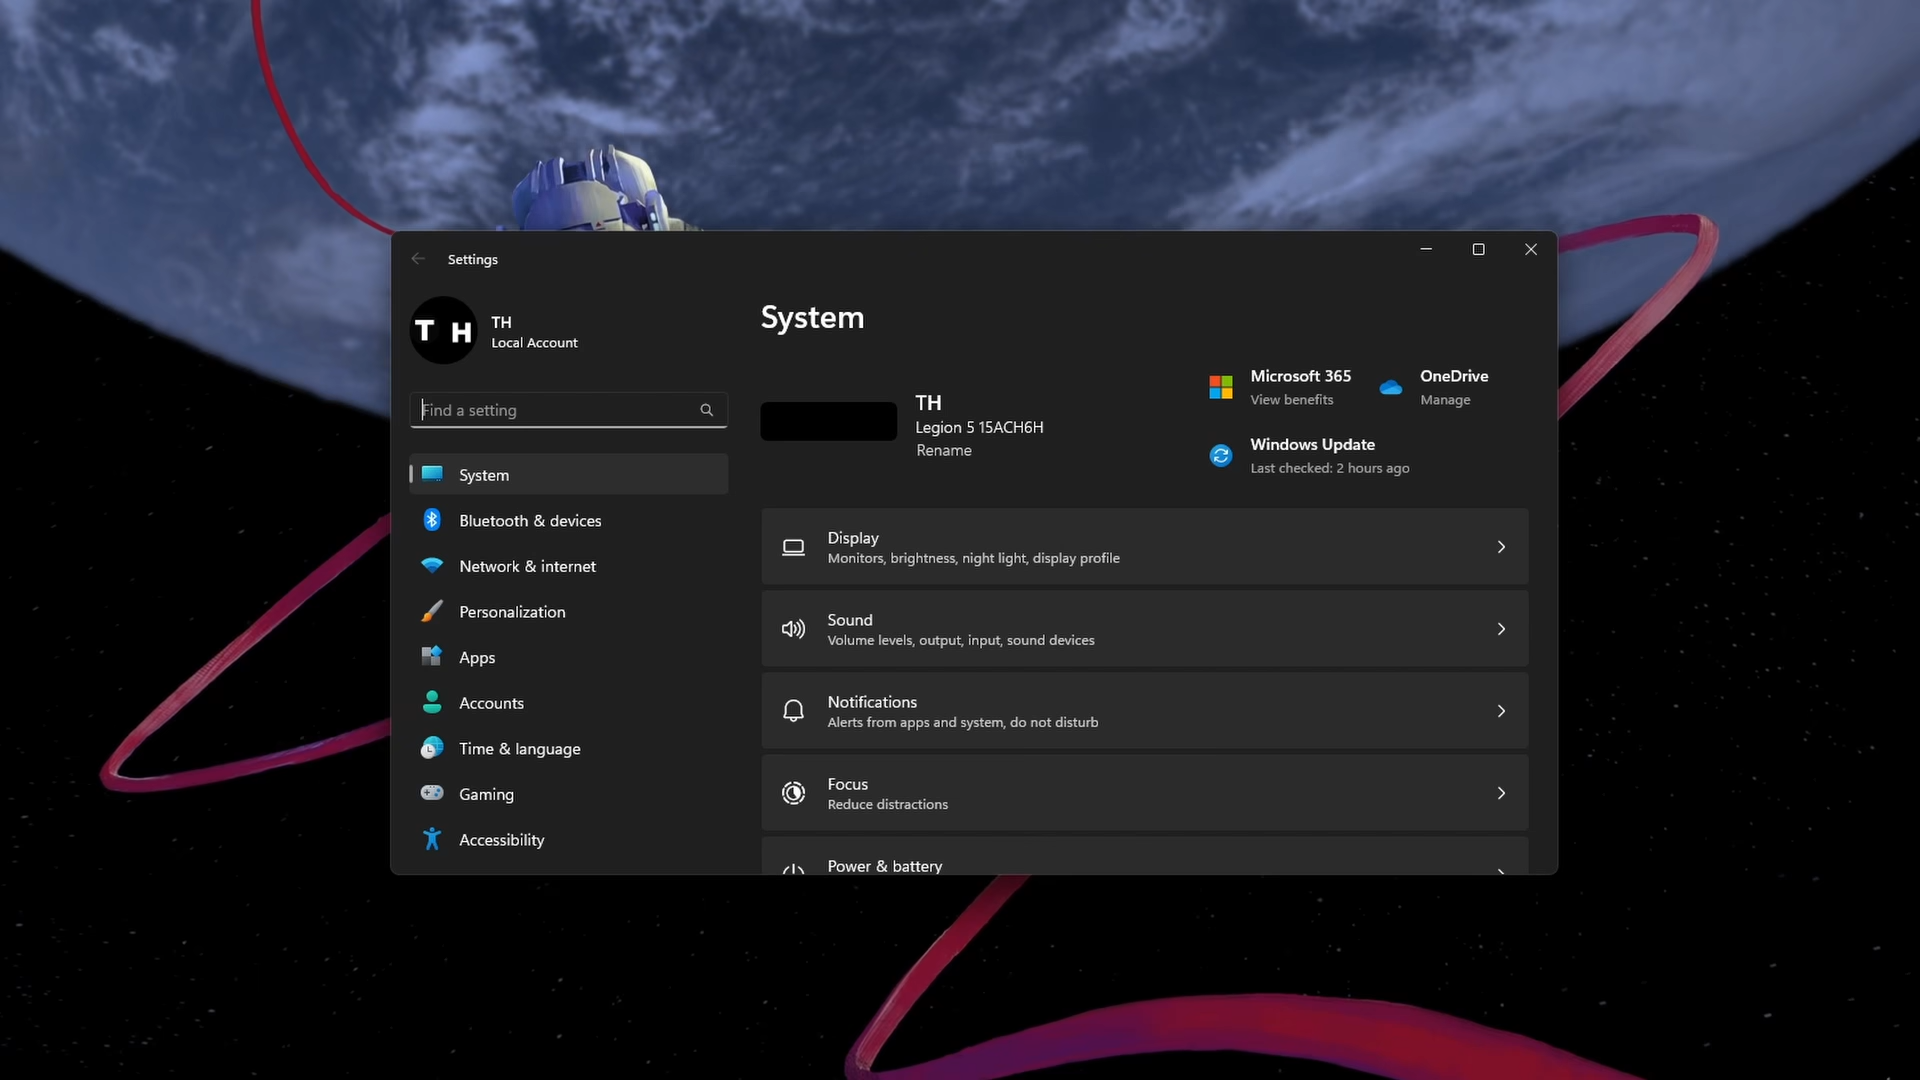 Settings
TH
Local Account
Find a setting
System
Bluetooth & devices
Network & internet
Personalization
Apps
Accounts
Time & language
Gaming
Accessibility
System
TH
Legion 5 15ACH6H
Rename
Microsoft 365
View benefits
OneDrive
Manage
Windows Update
Last checked: 2 hours ago
Display
Monitors, brightness, night light, display profile
Sound
Volume levels, output, input, sound devices
Notifications
Alerts from apps and system, do not disturb
Focus
Reduce distractions
Power & battery